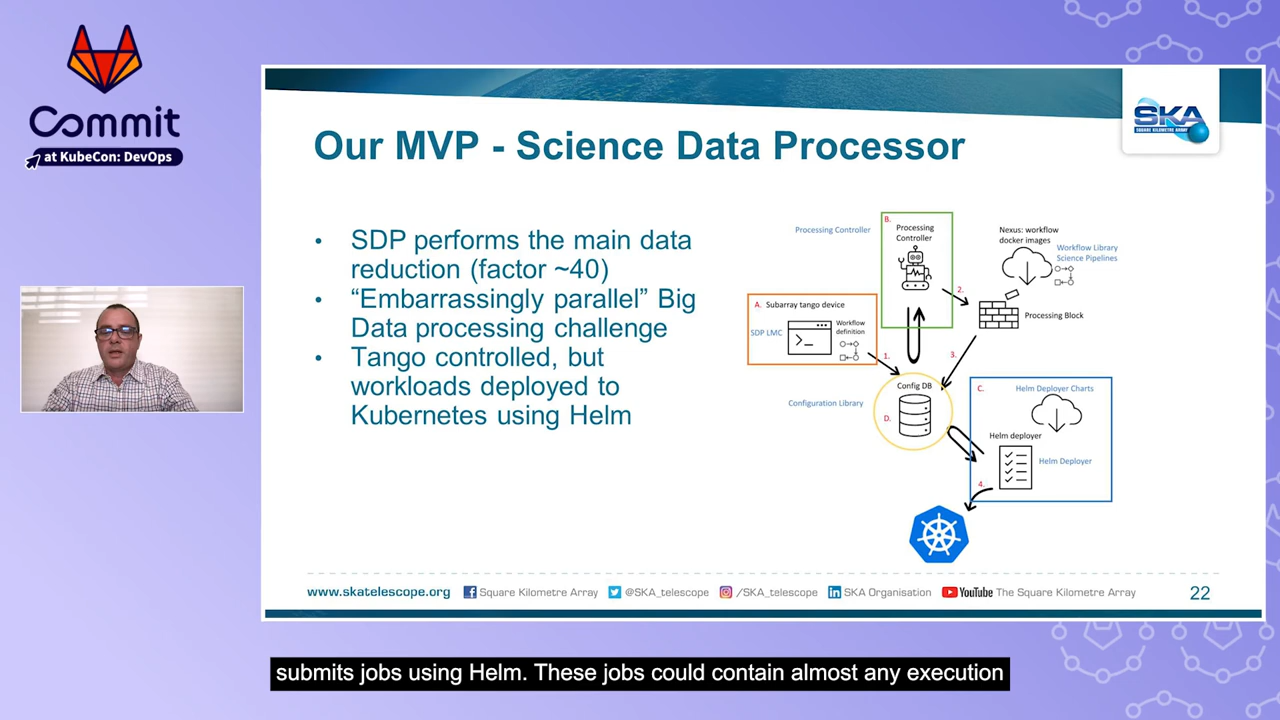 Commit
at KubeCon: DevOps
SKA
SQUARE KILOMETRE ARRAY
Our MVP - Science Data Processor
• SDP performs the main data
reduction (factor ~40)
• “Embarrassingly parallel” Big
Data processing challenge
• Tango controlled, but
workloads deployed to
Kubernetes using Helm
Processing Controller
B.
Processing
Controller
Nexus: workflow
docker images
Workflow Library
Science Pipelines
2.
A. Subarray tango device
SDP LMC
Workflow
definition
Processing Block
1.
3.
Config DB
Configuration Library
D.
C.
Helm Deployer Charts
Helm deployer
Helm Deployer
4.
www.skatelescope.org
Square Kilometre Array
@SKA_telescope
/SKA_telescope
SKA Organisation
YouTube The Square Kilometre Array
22
submits jobs using Helm. These jobs could contain almost any execution